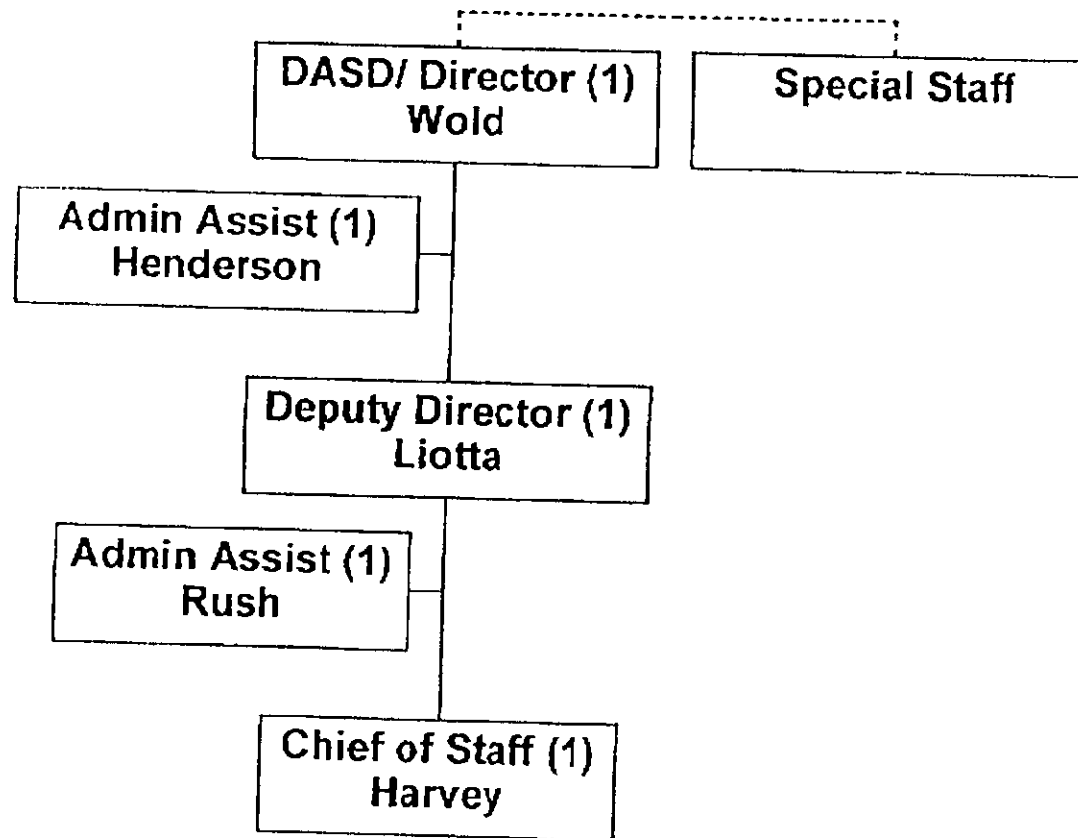 DASD/ Director (1)
Wold
Special Staff
Admin Assist (1)
Henderson
Deputy Director (1)
Liotta
Admin Assist (1)
Rush
Chief of Staff (1)
Harvey